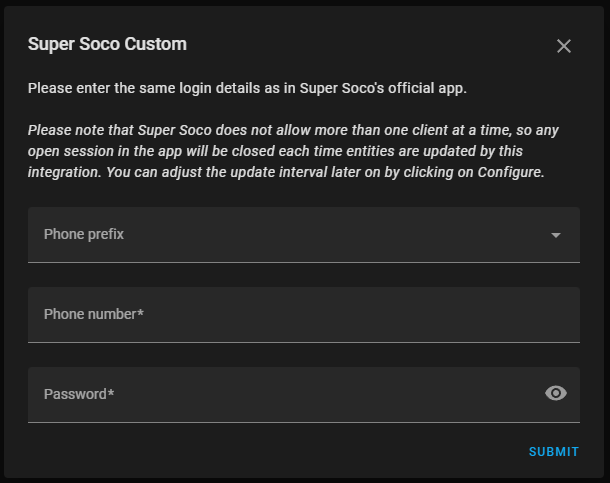 Super Soco Custom
Please enter the same login details as in Super Soco's official app.
Please note that Super Soco does not allow more than one client at a time, so any
open session in the app will be closed each time entities are updated by this
integration. You can adjust the update interval later on by clicking on Configure.
Phone prefix
Phone number*
Password*
SUBMIT